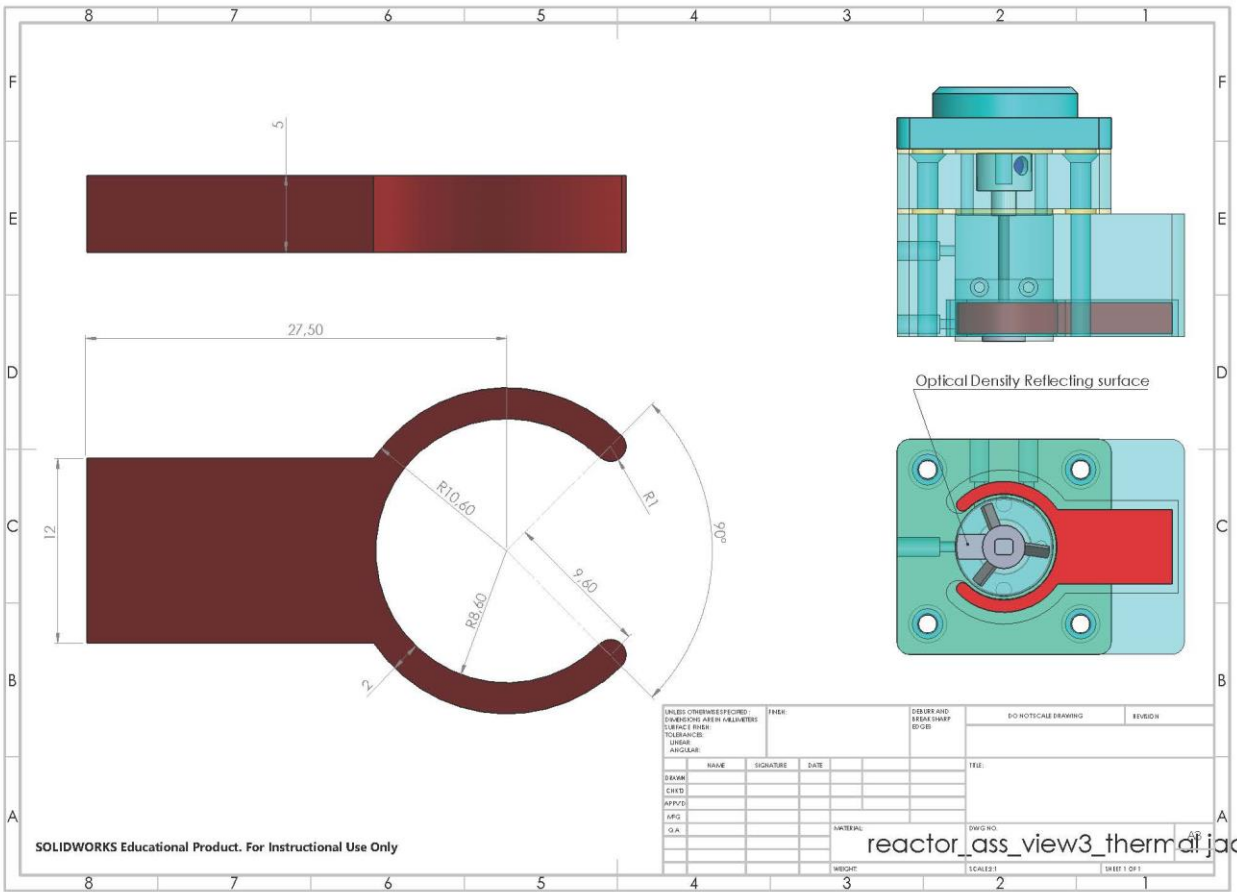 8 7 6 5 4 3 2 1
F F
5
E E
27,50
D D
Optical Density Reflecting surface
R10,60
R1
12
90°
C C
9,60
R8,60
2
B B
UNLESS OTHERWISE SPECIFIED:
DIMENSIONS ARE IN MILLIMETERS
SURFACE FINISH:
TOLERANCES:
LINEAR:
ANGULAR:
FINISH:
DEBURR AND
BREAK SHARP
EDGES
DO NOT SCALE DRAWING
REVISION
NAME SIGNATURE DATE
TITLE:
DRAWN
CHK'D
APPV'D
MFG
Q.A
A A
MATERIAL:
DWG NO.
A3
reactor_ass_view3_thermal jac
WEIGHT:
SCALE:2:1
SHEET 1 OF 1
SOLIDWORKS Educational Product. For Instructional Use Only
8 7 6 5 4 3 2 1